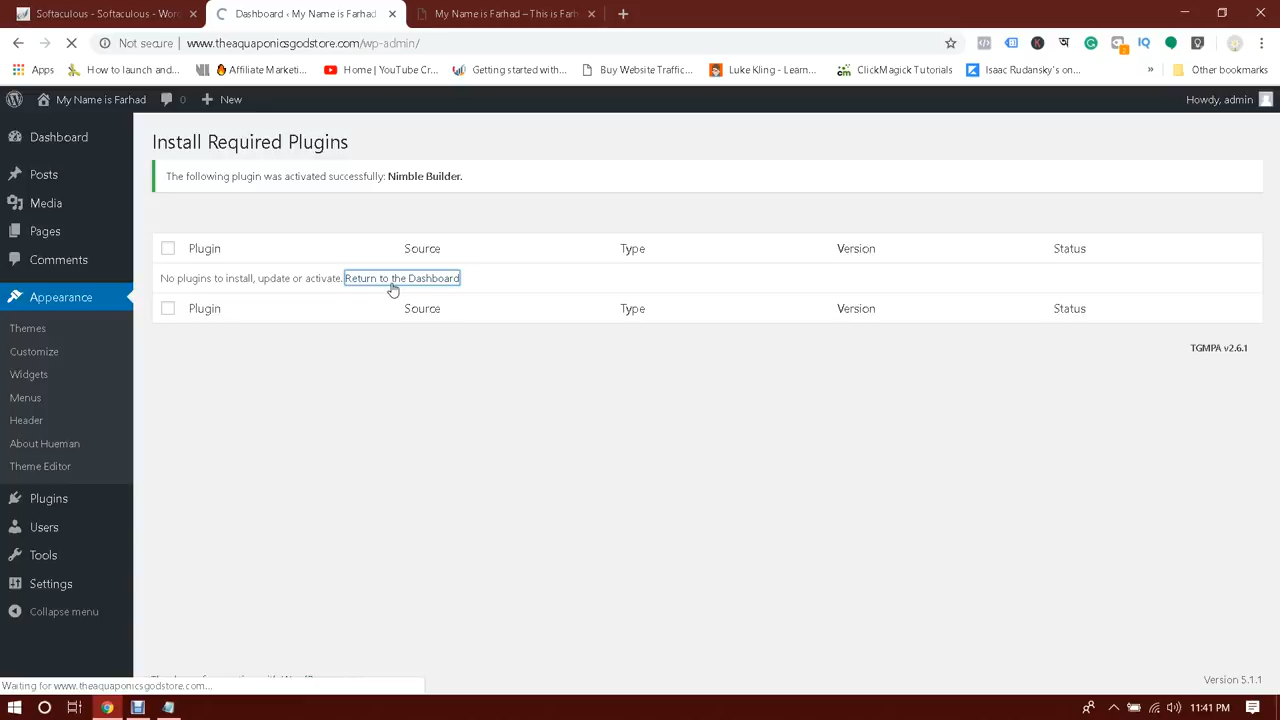 Softaculous - Softaculous - Wor
Dashboard ‹ My Name is Farhad
My Name is Farhad – This is Farh
Not secure | www.theaquaponicsgodstore.com/wp-admin/
Apps
How to launch and...
Affiliate Marketi...
Home | YouTube Cr...
Getting started with...
Buy Website Traffic...
Luke Kling - Learn...
ClickMagick Tutorials
Isaac Rudansky's on...
»
Other bookmarks
My Name is Farhad
0
New
Howdy, admin
Dashboard
Posts
Media
Pages
Comments
Appearance
Themes
Customize
Widgets
Menus
Header
About Hueman
Theme Editor
Plugins
Users
Tools
Settings
Collapse menu
Install Required Plugins
The following plugin was activated successfully: Nimble Builder.
Plugin Source Type Version Status
No plugins to install, update or activate. Return to the Dashboard
Plugin Source Type Version Status
TGMPA v2.6.1
Version 5.1.1
Waiting for www.theaquaponicsgodstore.com...
11:41 PM